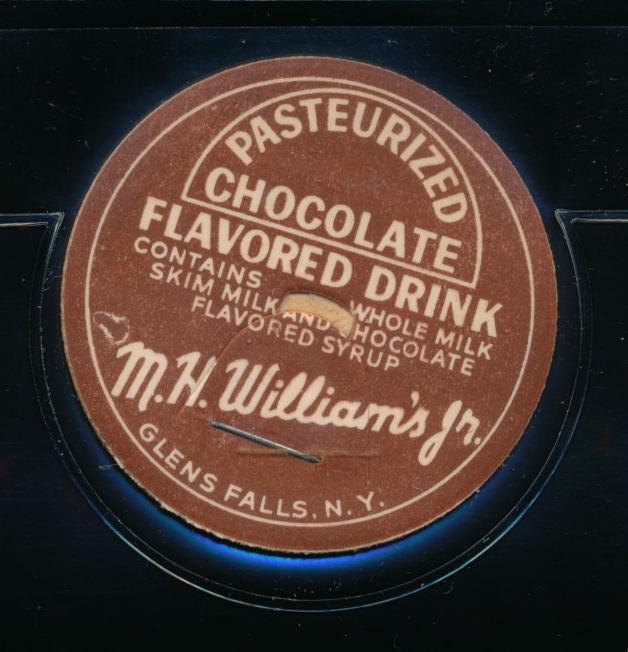 PASTEURIZED
CHOCOLATE
FLAVORED DRINK
CONTAINS WHOLE MILK
SKIM MILK AND CHOCOLATE
FLAVORED SYRUP
M.H. William's Jr.
GLENS FALLS, N.Y.